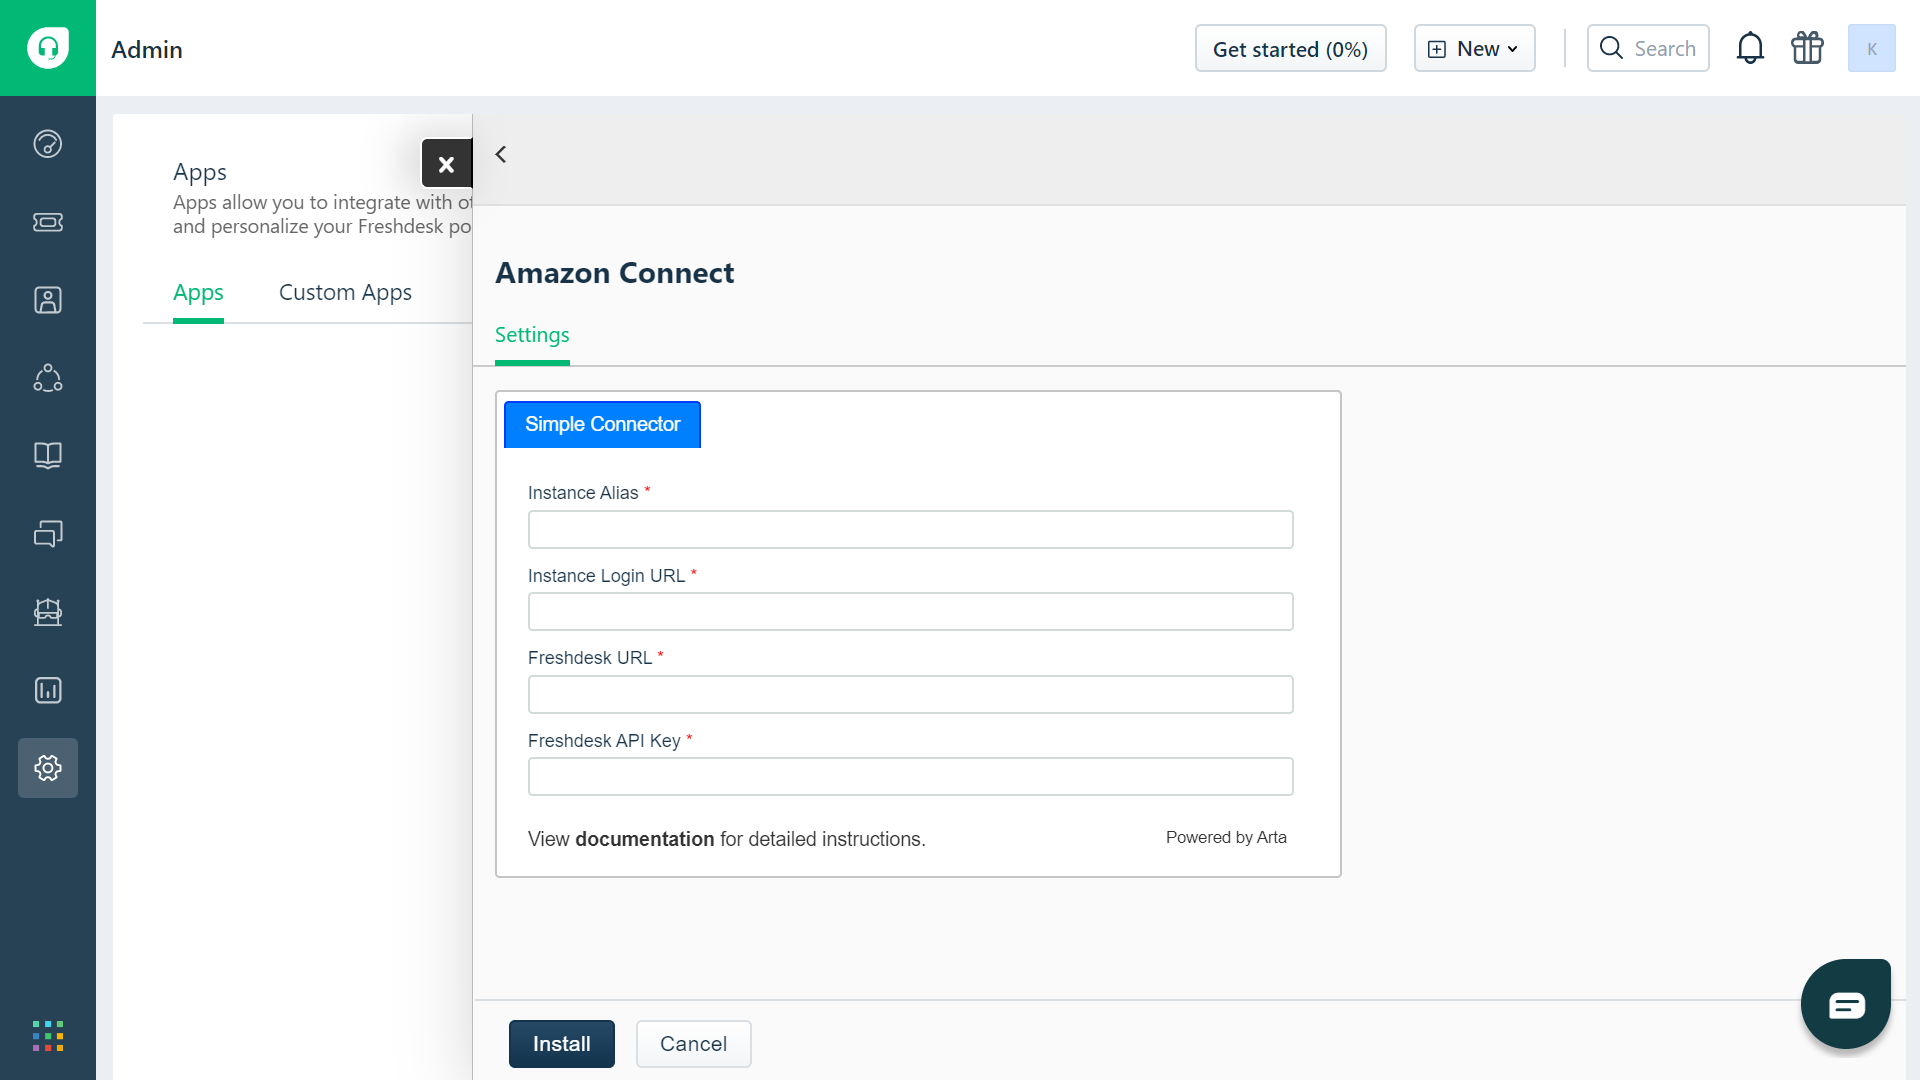 Admin
Get started (0%)
New
Search
K
Apps
Apps allow you to integrate with ot
and personalize your Freshdesk po
Apps
Custom Apps
Amazon Connect
Settings
Simple Connector
Instance Alias *
Instance Login URL *
Freshdesk URL *
Freshdesk API Key *
View documentation for detailed instructions.
Powered by Arta
Install
Cancel